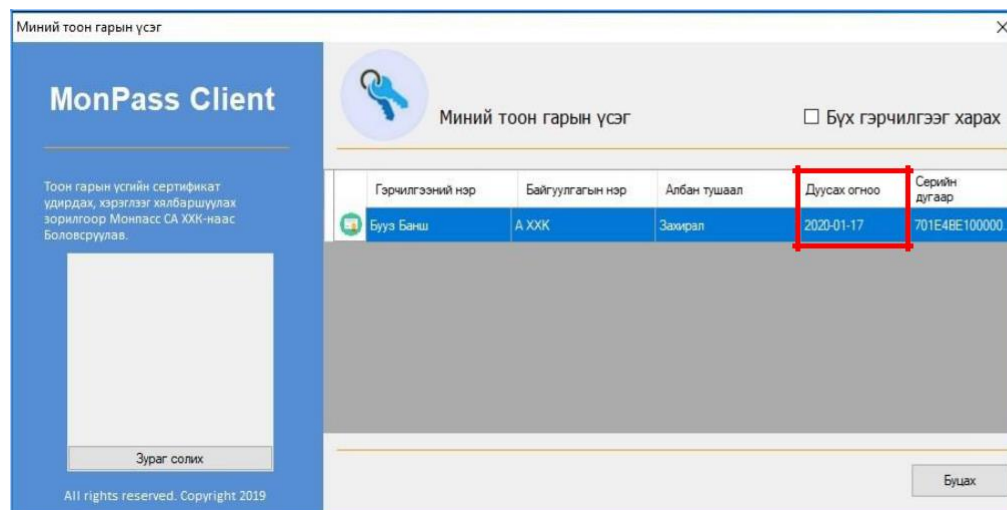 Миний тоон гарын үсэг
MonPass Client
Миний тоон гарын үсэг
Бүх гэрчилгээг харах
Тоон гарын үсгийн сертификат
удирдах, хэрэглээг хялбаршуулах
зорилгоор Монпасс СА ХХК-наас
Боловсруулав.
Гэрчилгээний нэр Байгуулгагын нэр Албан тушаал Дуусах огноо Серийн дугаар
Бууз Банш А ХХК Захирал 2020-01-17 701E4BE100000...
Зураг солих
All rights reserved. Copyright 2019
Буцах